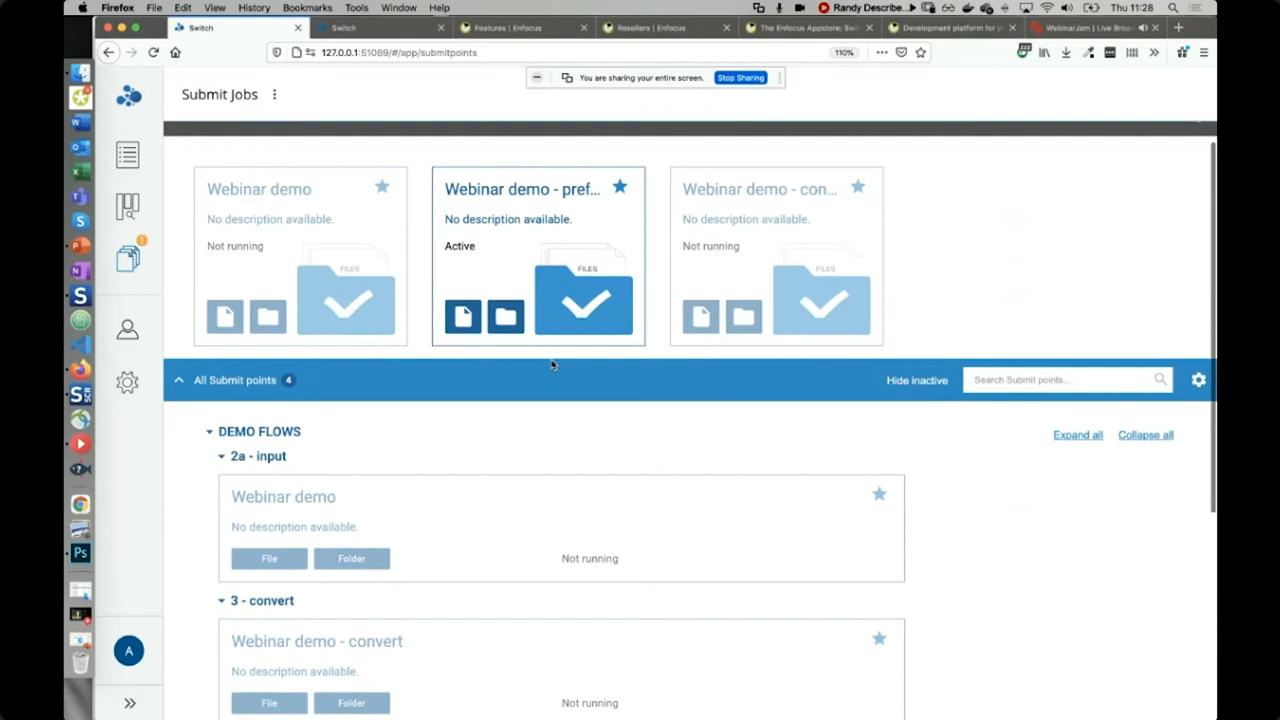 Firefox File Edit View History Bookmarks Tools Window Help Randy Describe... Thu 11:28
Switch Switch Features | Enfocus Resellers | Enfocus The Enfocus Appstore: Swi Development platform for p WebinarJam | Live Broa
127.0.0.1:51089/#/app/submitpoints 110%
You are sharing your entire screen. Stop Sharing
Submit Jobs
Webinar demo
No description available.
Not running
FILES
Webinar demo - pref...
No description available.
Active
FILES
Webinar demo - con...
No description available.
Not running
FILES
All Submit points 4 Hide inactive Search Submit points...
DEMO FLOWS Expand all Collapse all
2a - input
Webinar demo
No description available.
File Folder Not running
3 - convert
Webinar demo - convert
No description available.
File Folder Not running
A
Ps